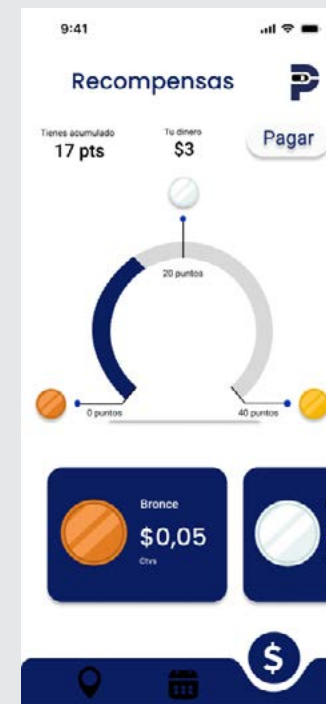 9:41
Recompensas
Tienes acumulado
17 pts
Tu dinero
$3
Pagar
20 puntos
0 puntos
40 puntos
Bronce
$0,05
Ctvs
$